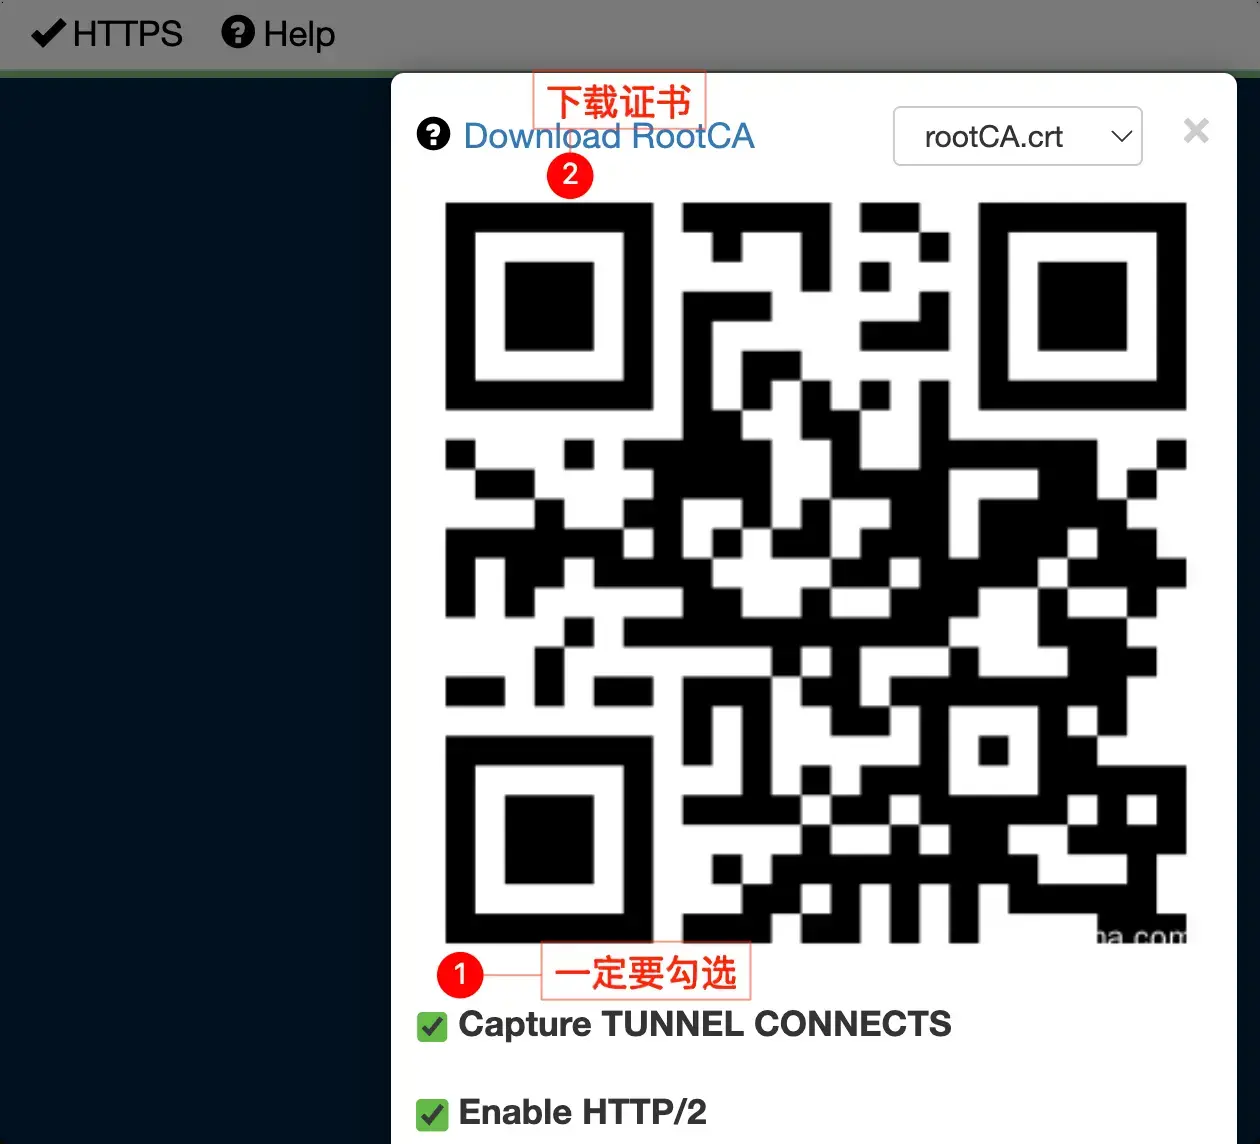 HTTPS Help
下载证书
Download RootCA rootCA.crt
2
1 一定要勾选
Capture TUNNEL CONNECTS
Enable HTTP/2